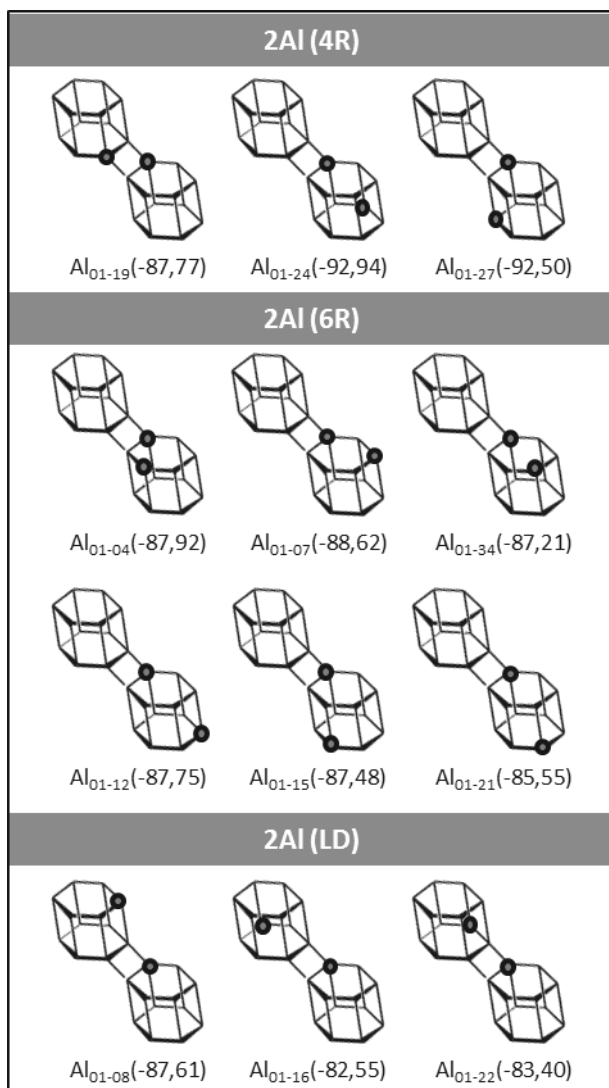 2Al (4R)
Al01-19(-87,77) Al01-24(-92,94) Al01-27(-92,50)
2Al (6R)
Al01-04(-87,92) Al01-07(-88,62) Al01-34(-87,21)
Al01-12(-87,75) Al01-15(-87,48) Al01-21(-85,55)
2Al (LD)
Al01-08(-87,61) Al01-16(-82,55) Al01-22(-83,40)